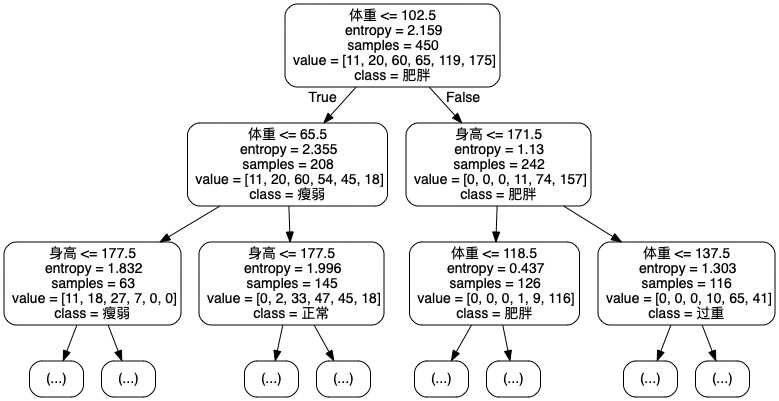 体重 <= 102.5
entropy = 2.159
samples = 450
value = [11, 20, 60, 65, 119, 175]
class = 肥胖
True
False
体重 <= 65.5
entropy = 2.355
samples = 208
value = [11, 20, 60, 54, 45, 18]
class = 瘦弱
身高 <= 171.5
entropy = 1.13
samples = 242
value = [0, 0, 0, 11, 74, 157]
class = 肥胖
身高 <= 177.5
entropy = 1.832
samples = 63
value = [11, 18, 27, 7, 0, 0]
class = 瘦弱
身高 <= 177.5
entropy = 1.996
samples = 145
value = [0, 2, 33, 47, 45, 18]
class = 正常
体重 <= 118.5
entropy = 0.437
samples = 126
value = [0, 0, 0, 1, 9, 116]
class = 肥胖
体重 <= 137.5
entropy = 1.303
samples = 116
value = [0, 0, 0, 10, 65, 41]
class = 过重
(...)
(...)
(...)
(...)
(...)
(...)
(...)
(...)